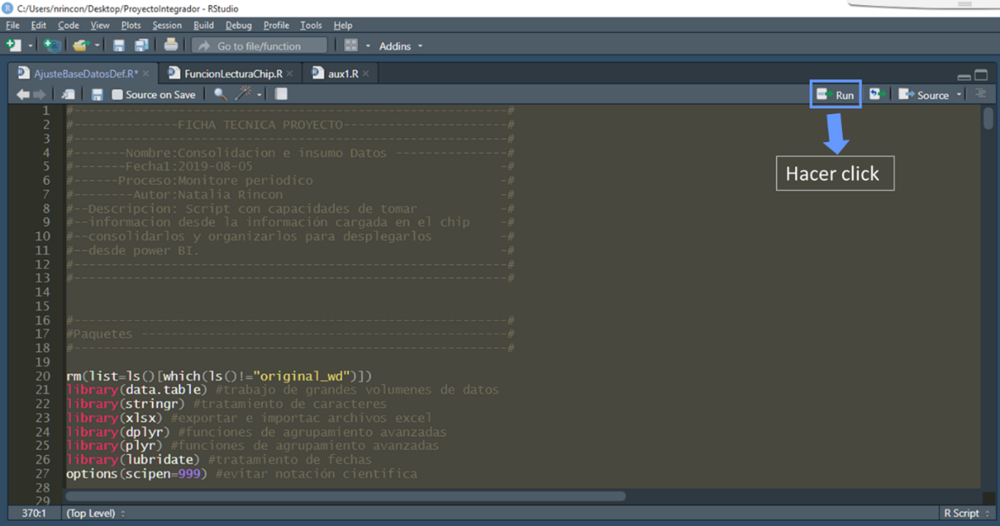 C:/Users/nrincon/Desktop/ProyectoIntegrador - RStudio
File Edit Code View Plots Session Build Debug Profile Tools Help
Go to file/function Addins
AjusteBaseDatosDef.R* FuncionLecturaChip.R aux1.R
Source on Save Run Source
Hacer click
1 #-----------------------------------------------------------#
2 #--------------FICHA TECNICA PROYECTO----------------------#
3 #-----------------------------------------------------------#
4 #-------Nombre:Consolidacion e insumo Datos ---------------#
5 #-------Fecha1:2019-08-05 -#
6 #------Proceso:Monitore periodico -#
7 #--------Autor:Natalia Rincon -#
8 #--Descripcion: Script con capacidades de tomar -#
9 #--informacion desde la información cargada en el chip -#
10 #--consolidarlos y organizarlos para desplegarlos -#
11 #--desde power BI. -#
12 #-----------------------------------------------------------#
13 #-----------------------------------------------------------#
14
15
16 #-----------------------------------------------------------#
17 #Paquetes -------------------------------------------------#
18 #-----------------------------------------------------------#
19
20 rm(list=ls()[which(ls()!="original_wd")])
21 library(data.table) #trabajo de grandes volumenes de datos
22 library(stringr) #tratamiento de caracteres
23 library(xlsx) #exportar e importac archivos excel
24 library(dplyr) #funciones de agrupamiento avanzadas
25 library(plyr) #funciones de agrupamiento avanzadas
26 library(lubridate) #tratamiento de fechas
27 options(scipen=999) #evitar notación cientifica
28
29
370:1 (Top Level) R Script